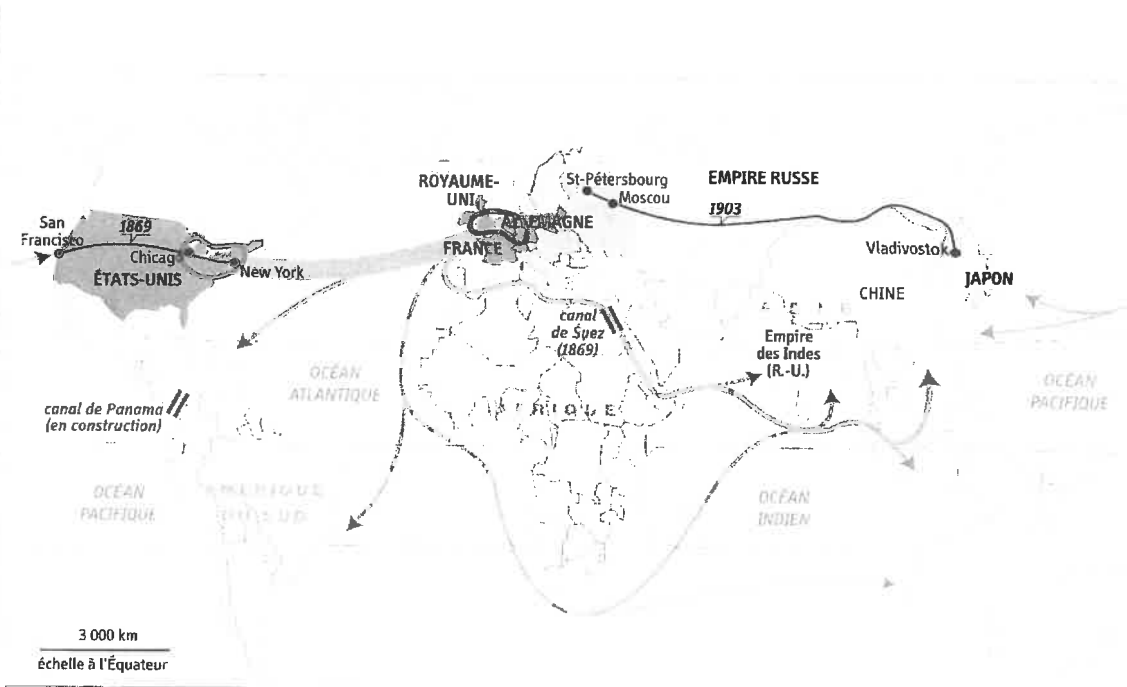 ROYAUME-
UNI
ALLEMAGNE
FRANCE
St-Pétersbourg
Moscou
EMPIRE RUSSE
1903
Vladivostok
JAPON
CHINE
San
Francisco
1869
Chicag
New York
ÉTATS-UNIS
canal
de Suez
(1869)
Empire
des Indes
(R.-U.)
OCÉAN
ATLANTIQUE
OCÉAN
PACIFIQUE
canal de Panama
(en construction)
AFRIQUE
OCÉAN
PACIFIQUE
AMÉRIQUE
DU SUD
OCÉAN
INDIEN
3 000 km
échelle à l'Équateur